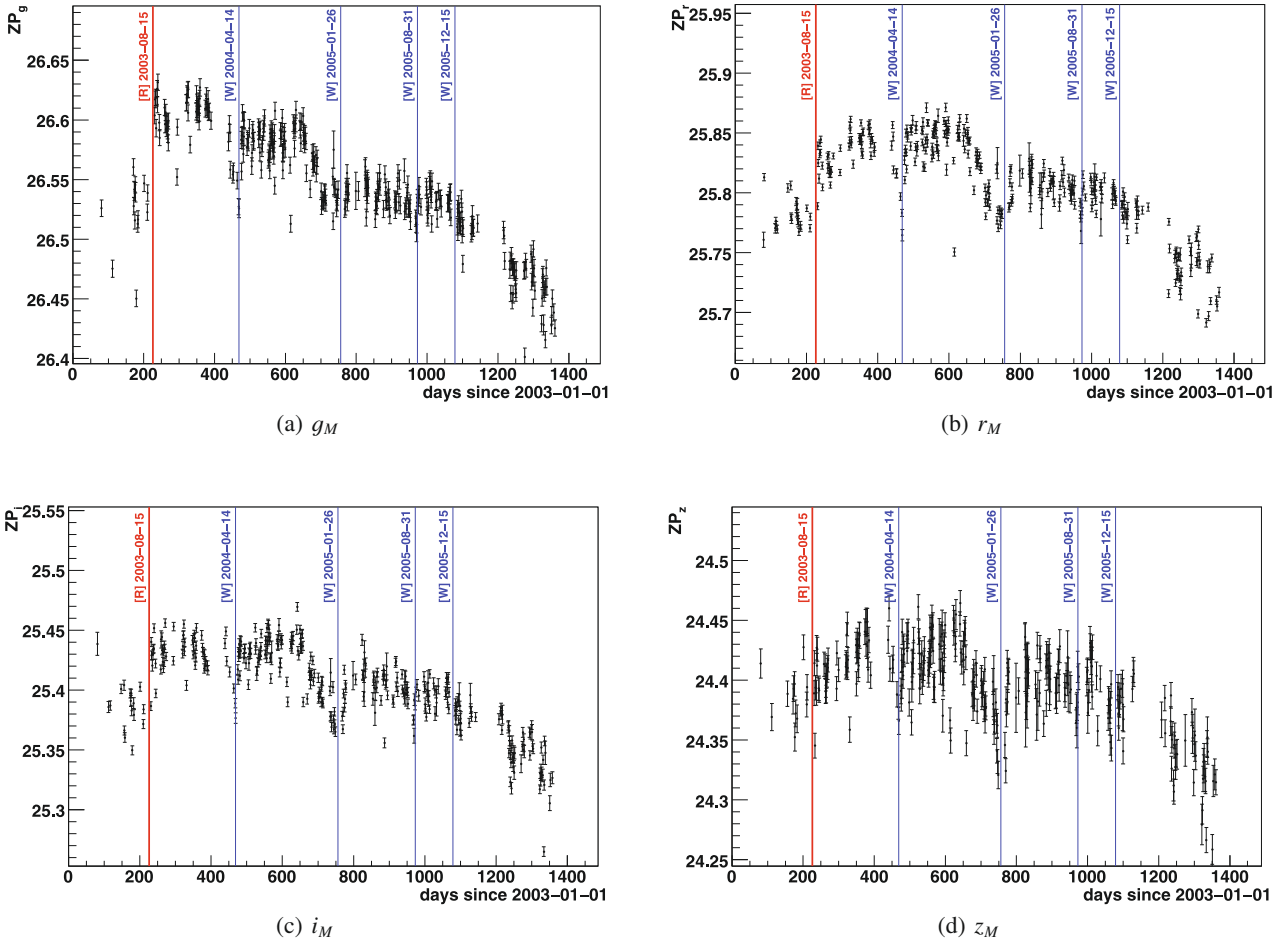 ZP_g
26.65
26.6
26.55
26.5
26.45
26.4
[R] 2003-08-15
[W] 2004-04-14
[W] 2005-01-26
[W] 2005-08-31
[W] 2005-12-15
0 200 400 600 800 1000 1200 1400
days since 2003-01-01
(a) g_M
ZP_r
25.95
25.9
25.85
25.8
25.75
25.7
[R] 2003-08-15
[W] 2004-04-14
[W] 2005-01-26
[W] 2005-08-31
[W] 2005-12-15
0 200 400 600 800 1000 1200 1400
days since 2003-01-01
(b) r_M
ZP_i
25.55
25.5
25.45
25.4
25.35
25.3
[R] 2003-08-15
[W] 2004-04-14
[W] 2005-01-26
[W] 2005-08-31
[W] 2005-12-15
0 200 400 600 800 1000 1200 1400
days since 2003-01-01
(c) i_M
ZP_z
24.5
24.45
24.4
24.35
24.3
24.25
[R] 2003-08-15
[W] 2004-04-14
[W] 2005-01-26
[W] 2005-08-31
[W] 2005-12-15
0 200 400 600 800 1000 1200 1400
days since 2003-01-01
(d) z_M